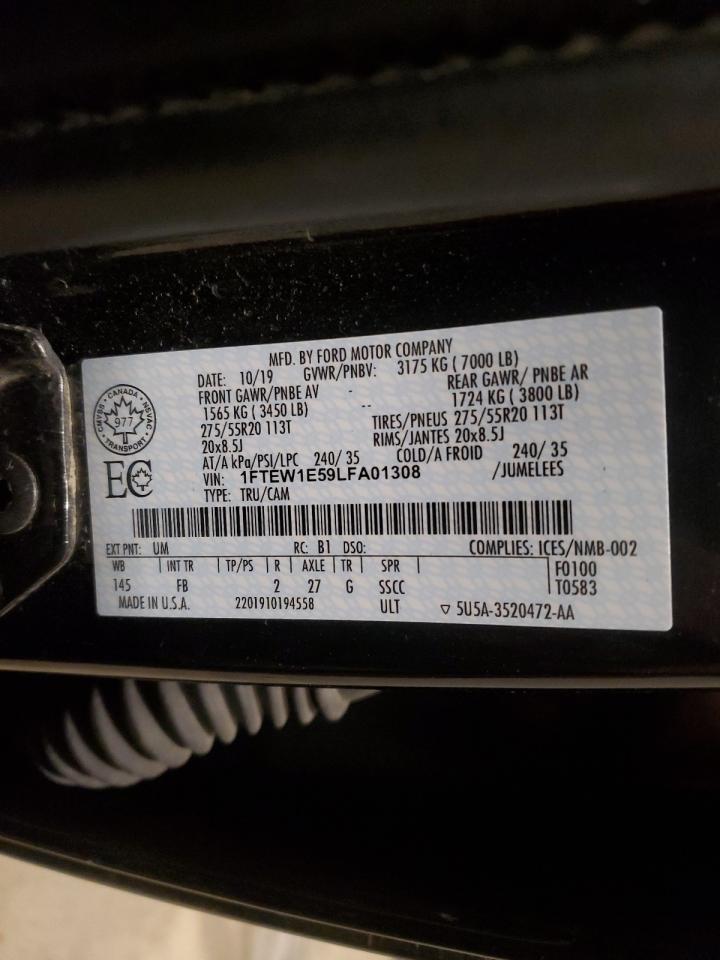 MFD. BY FORD MOTOR COMPANY
DATE: 10/19 GVWR/PNBV: 3175 KG ( 7000 LB)
FRONT GAWR/PNBE AV - REAR GAWR/ PNBE AR
1565 KG ( 3450 LB) -- 1724 KG ( 3800 LB)
275/55R20 113T TIRES/PNEUS 275/55R20 113T
20x8.5J RIMS/JANTES 20x8.5J
AT/A kPa/PSI/LPC 240/ 35 COLD/A FROID 240/ 35
VIN: 1FTEW1E59LFA01308 /JUMELEES
TYPE: TRU/CAM
CANADA
CMVSS NSVAC
977
TRANSPORT
EC
EXT PNT: UM RC: B1 DSO: COMPLIES: ICES/NMB-002
WB | INT TR | TP/PS | R | AXLE | TR | SPR | F0100
145 FB 2 27 G SSCC T0583
MADE IN U.S.A. 2201910194558 ULT ▽ 5U5A-3520472-AA